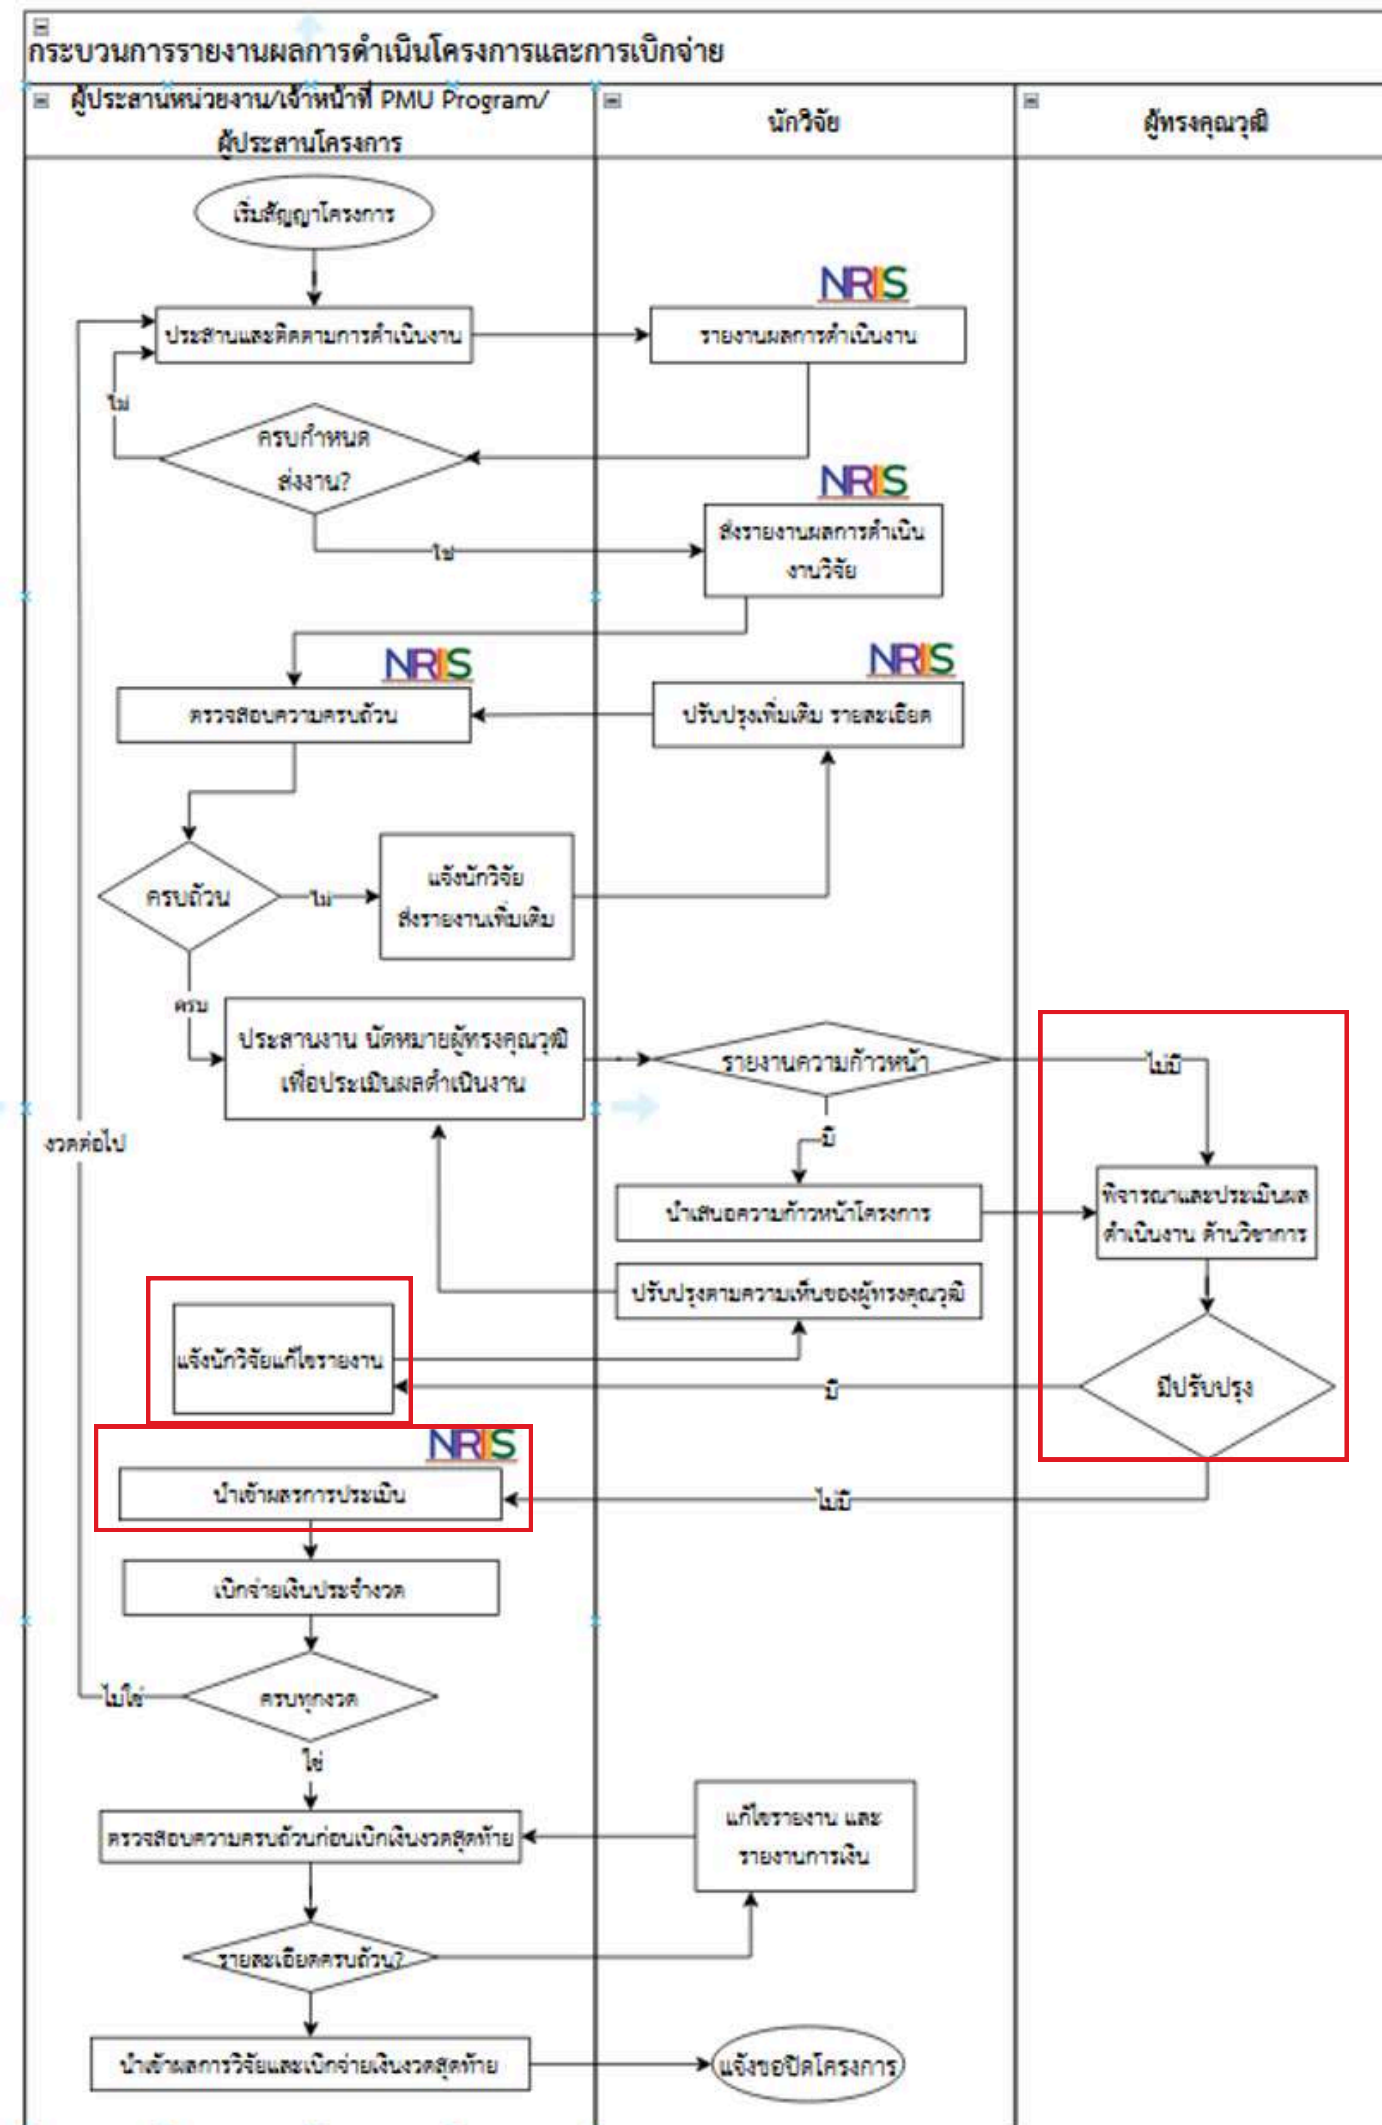 กระบวนการรายงานผลการดำเนินโครงการและการเบิกจ่าย
ผู้ประสานหน่วยงาน/เจ้าหน้าที่ PMU Program/
ผู้ประสานโครงการ
นักวิจัย
ผู้ทรงคุณวุฒิ
เริ่มสัญญาโครงการ
NRIIS
ประสานและติดตามการดำเนินงาน
รายงานผลการดำเนินงาน
ไม่
ครบกำหนด
ส่งงาน?
NRIIS
ใช่
ส่งรายงานผลการดำเนิน
งานวิจัย
NRIIS
NRIIS
ตรวจสอบความครบถ้วน
ปรับปรุงเพิ่มเติม รายละเอียด
ครบถ้วน
ไม่
แจ้งนักวิจัย
ส่งรายงานเพิ่มเติม
ครบ
ประสานงาน นัดหมายผู้ทรงคุณวุฒิ
เพื่อประเมินผลดำเนินงาน
รายงานความก้าวหน้า
ไม่มี
มี
งวดต่อไป
นำเสนอความก้าวหน้าโครงการ
พิจารณาและประเมินผล
ดำเนินงาน ด้านวิชาการ
ปรับปรุงตามความเห็นของผู้ทรงคุณวุฒิ
แจ้งนักวิจัยแก้ไขรายงาน
มี
มีปรับปรุง
NRIIS
นำเข้าผลรการประเมิน
ไม่มี
เบิกจ่ายเงินประจำงวด
ไม่ใช่
ครบทุกงวด
ใช่
ตรวจสอบความครบถ้วนก่อนเบิกเงินงวดสุดท้าย
แก้ไขรายงาน และ
รายงานการเงิน
รายละเอียดครบถ้วน?
นำเข้าผลการวิจัยและเบิกจ่ายเงินงวดสุดท้าย
แจ้งขอปิดโครงการ